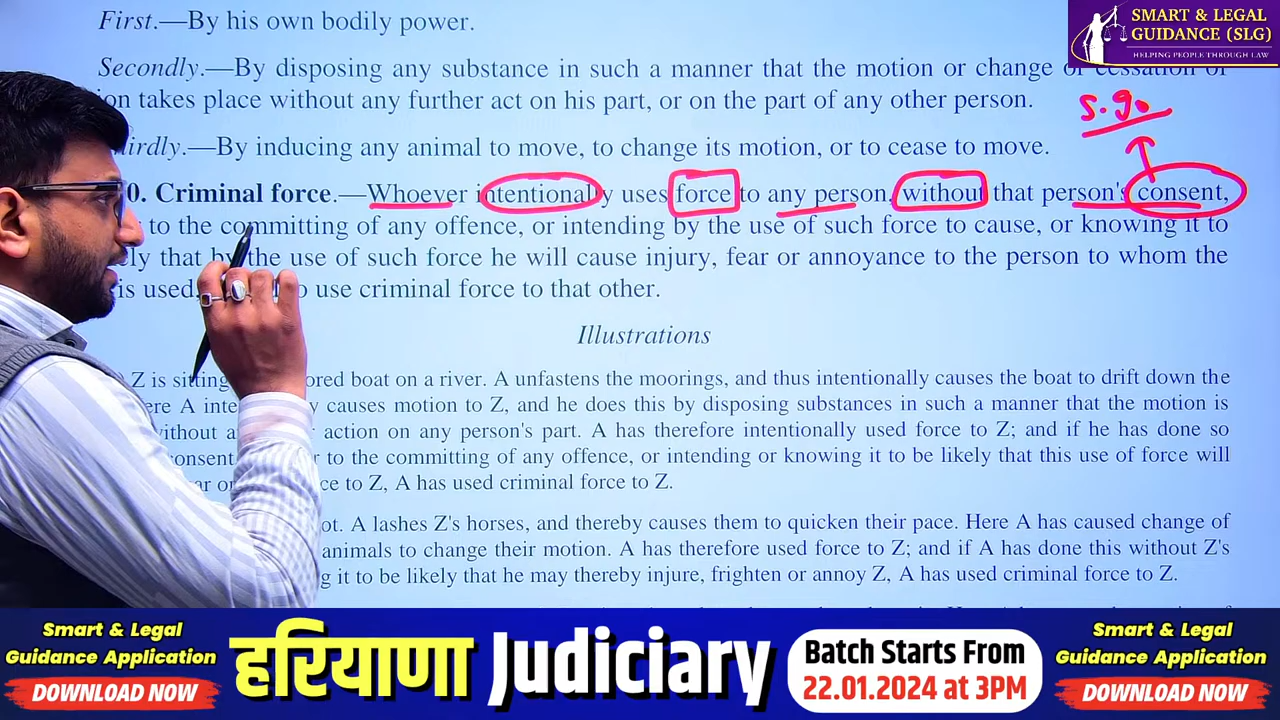 First.—By his own bodily power.
SMART & LEGAL
GUIDANCE (SLG)
HELPING PEOPLE THROUGH LAW
Secondly.—By disposing any substance in such a manner that the motion or change or cessation of
takes place without any further act on his part, or on the part of any other person.
s.90
—By inducing any animal to move, to change its motion, or to cease to move.
0. Criminal force.—Whoever intentionally uses force to any person, without that person's consent,
to the committing of any offence, or intending by the use of such force to cause, or knowing it to
that by the use of such force he will cause injury, fear or annoyance to the person to whom the
is used, to use criminal force to that other.
Illustrations
Z is sitting boat on a river. A unfastens the moorings, and thus intentionally causes the boat to drift down the
A causes motion to Z, and he does this by disposing substances in such a manner that the motion is
action on any person's part. A has therefore intentionally used force to Z; and if he has done so
consent to the committing of any offence, or intending or knowing it to be likely that this use of force will
to Z, A has used criminal force to Z.
A lashes Z's horses, and thereby causes them to quicken their pace. Here A has caused change of
animals to change their motion. A has therefore used force to Z; and if A has done this without Z's
it to be likely that he may thereby injure, frighten or annoy Z, A has used criminal force to Z.
Smart & Legal
Guidance Application
DOWNLOAD NOW
हरियाणा Judiciary
Batch Starts From
22.01.2024 at 3PM
Smart & Legal
Guidance Application
DOWNLOAD NOW